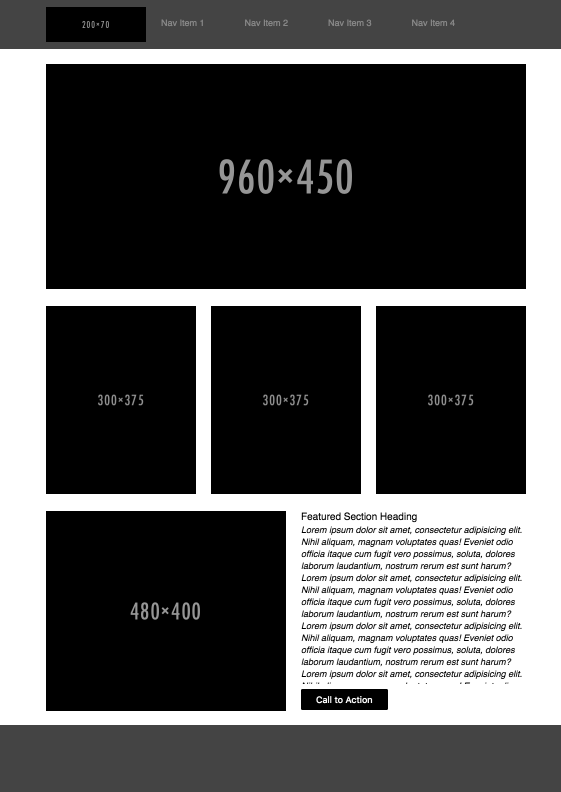 200×70
Nav Item 1
Nav Item 2
Nav Item 3
Nav Item 4
960×450
300×375
300×375
300×375
480×400
Featured Section Heading
Lorem ipsum dolor sit amet, consectetur adipisicing elit.
Nihil aliquam, magnam voluptates quas! Eveniet odio
officia itaque cum fugit vero possimus, soluta, dolores
laborum laudantium, nostrum rerum est sunt harum?
Lorem ipsum dolor sit amet, consectetur adipisicing elit.
Nihil aliquam, magnam voluptates quas! Eveniet odio
officia itaque cum fugit vero possimus, soluta, dolores
laborum laudantium, nostrum rerum est sunt harum?
Lorem ipsum dolor sit amet, consectetur adipisicing elit.
Nihil aliquam, magnam voluptates quas! Eveniet odio
officia itaque cum fugit vero possimus, soluta, dolores
laborum laudantium, nostrum rerum est sunt harum?
Lorem ipsum dolor sit amet, consectetur adipisicing elit.
Call to Action